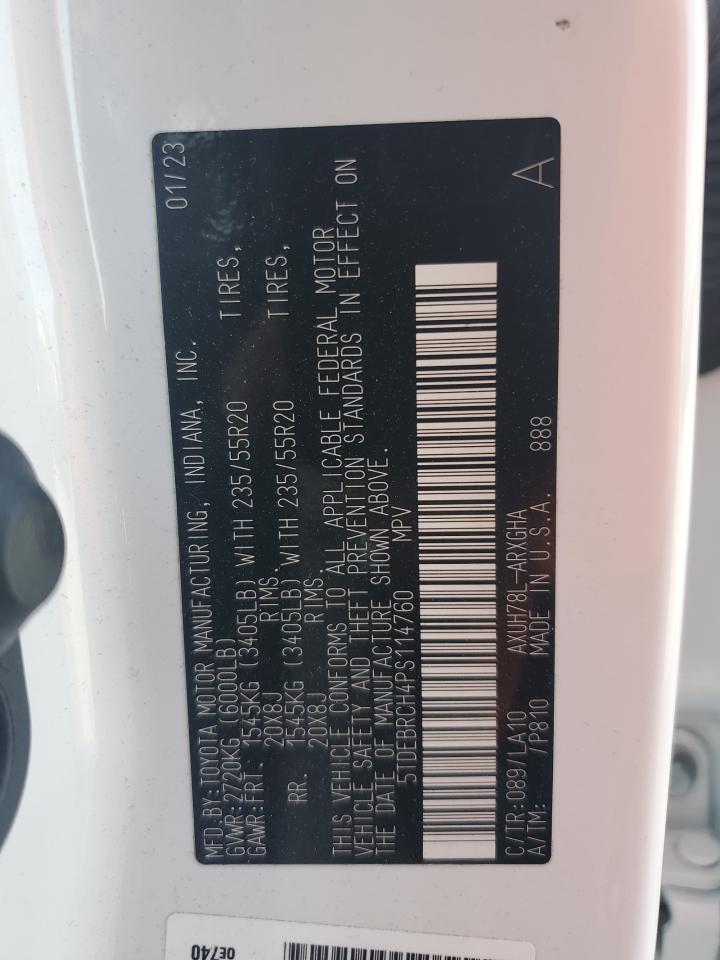 MFD.BY:TOYOTA MOTOR MANUFACTURING, INDIANA, INC. 01/23
GVWR:2720KG (6000LB)
GAWR:FRT. 1545KG (3405LB) WITH 235/55R20 TIRES,
20X8J RIMS.
RR. 1545KG (3405LB) WITH 235/55R20 TIRES,
20X8J RIMS
THIS VEHICLE CONFORMS TO ALL APPLICABLE FEDERAL MOTOR
VEHICLE SAFETY AND THEFT PREVENTION STANDARDS IN EFFECT ON
THE DATE OF MANUFACTURE SHOWN ABOVE.
5TDEBRCH4PS114760 MPV
C/TR:089/LA10 AXUH78L-ARXGHA
A/TM: /P810 MADE IN U.S.A. 888 A
0E740